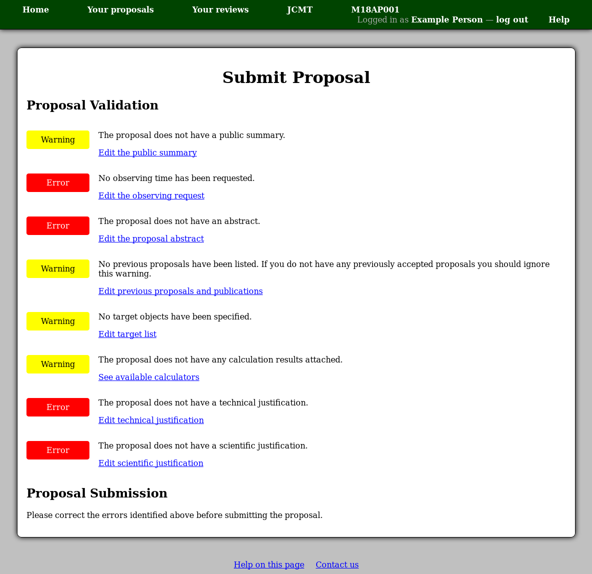 Home Your proposals Your reviews JCMT M18AP001
Logged in as Example Person — log out Help
Submit Proposal
Proposal Validation
Warning The proposal does not have a public summary.
Edit the public summary
Error No observing time has been requested.
Edit the observing request
Error The proposal does not have an abstract.
Edit the proposal abstract
Warning No previous proposals have been listed. If you do not have any previously accepted proposals you should ignore
this warning.
Edit previous proposals and publications
Warning No target objects have been specified.
Edit target list
Warning The proposal does not have any calculation results attached.
See available calculators
Error The proposal does not have a technical justification.
Edit technical justification
Error The proposal does not have a scientific justification.
Edit scientific justification
Proposal Submission
Please correct the errors identified above before submitting the proposal.
Help on this page Contact us